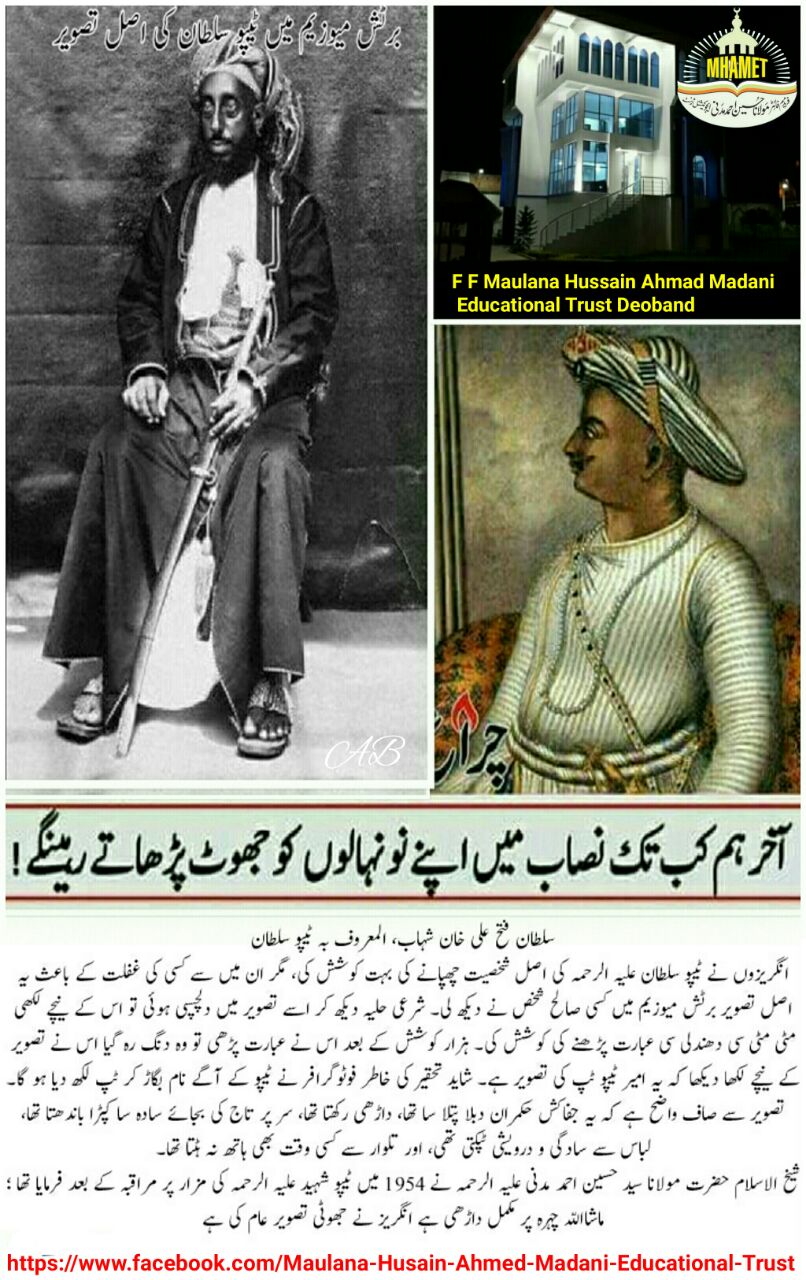 برٹش میوزیم میں ٹیپو سلطان کی اصل تصویر
MHAMET
F F Maulana Hussain Ahmad Madani
Educational Trust Deoband
AB
چراغ
آخر ہم کب تک نصاب میں اپنے نونہالوں کو جھوٹ پڑھاتے رہینگے!
سلطان فتح علی خان شہاب، المعروف بہ ٹیپو سلطان
انگریزوں نے ٹیپو سلطان علیہ الرحمہ کی اصل شخصیت چھپانے کی بہت کوشش کی، مگر ان میں سے کسی کی غفلت کے باعث یہ
اصل تصویر برٹش میوزیم میں کسی صالح شخص نے دیکھ لی۔ شرعی حلیہ دیکھ کر اسے تصویر میں دلچسپی ہوئی تو اس کے نیچے لکھی
مٹی مٹی سی دھندلی سی عبارت پڑھنے کی کوشش کی۔ ہزار کوشش کے بعد اس نے عبارت پڑھی تو وہ دنگ رہ گیا اس نے تصویر
کے نیچے لکھا دیکھا کہ یہ امیر ٹیپو ٹپ کی تصویر ہے۔ شاید تحقیر کی خاطر فوٹوگرافر نے ٹیپو کے آگے نام بگاڑ کر ٹپ لکھ دیا ہو گا۔
تصویر سے صاف واضح ہے کہ یہ جفاکش حکمران دبلا پتلا سا تھا، داڑھی رکھتا تھا، سر پر تاج کی بجائے سادہ سا کپڑا باندھتا تھا،
لباس سے سادگی و درویشی ٹپکتی تھی، اور تلوار سے کسی وقت بھی ہاتھ نہ ہٹتا تھا۔
شیخ الاسلام حضرت مولانا سید حسین احمد مدنی علیہ الرحمہ نے 1954 میں ٹیپو شہید علیہ الرحمہ کی مزار پر مراقبہ کے بعد فرمایا تھا؛
ماشااللہ چہرہ پر مکمل داڑھی ہے انگریز نے جھوٹی تصویر عام کی ہے
https://www.facebook.com/Maulana-Husain-Ahmed-Madani-Educational-Trust